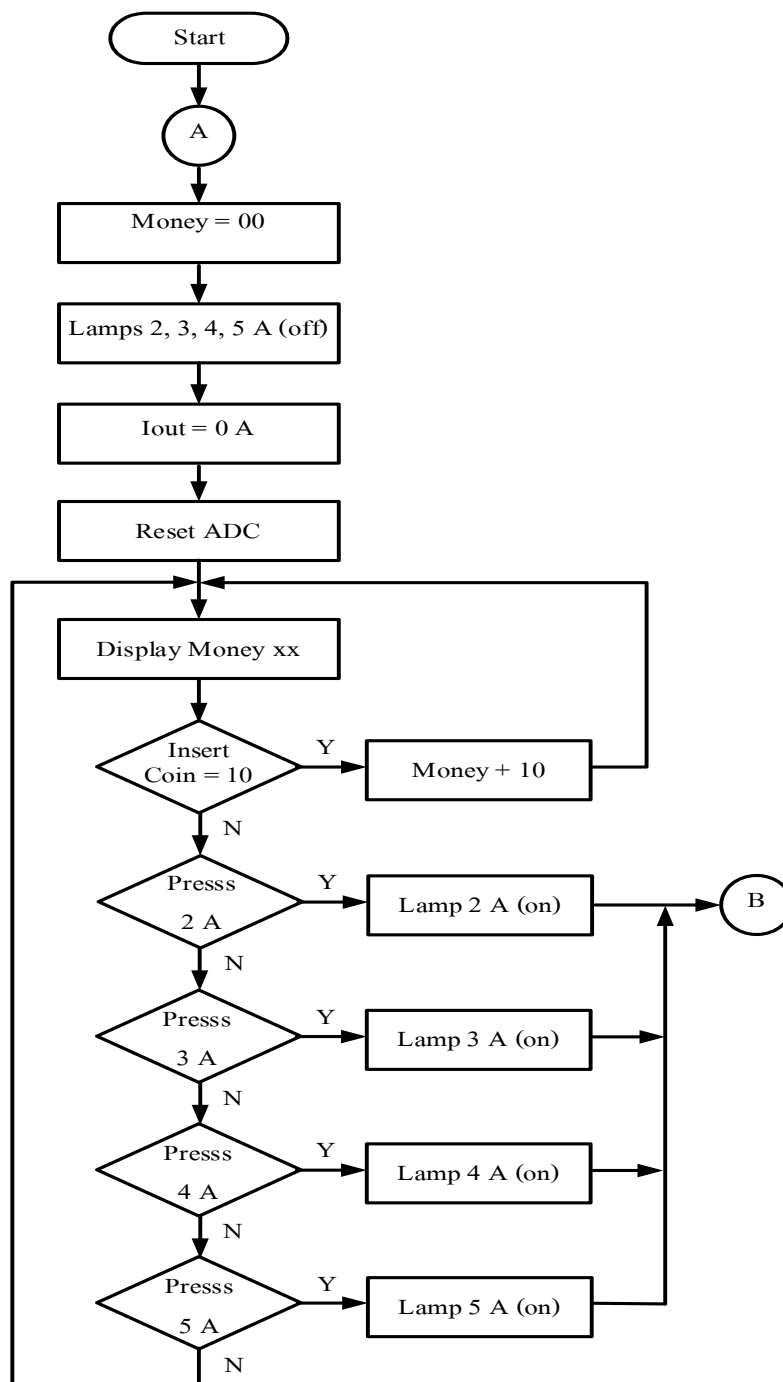 Start
A
Money = 00
Lamps 2, 3, 4, 5 A (off)
Iout = 0 A
Reset ADC
Display Money xx
Insert
Coin = 10
Y
Money + 10
N
Presss
2 A
Y
Lamp 2 A (on)
B
N
Presss
3 A
Y
Lamp 3 A (on)
N
Presss
4 A
Y
Lamp 4 A (on)
N
Presss
5 A
Y
Lamp 5 A (on)
N